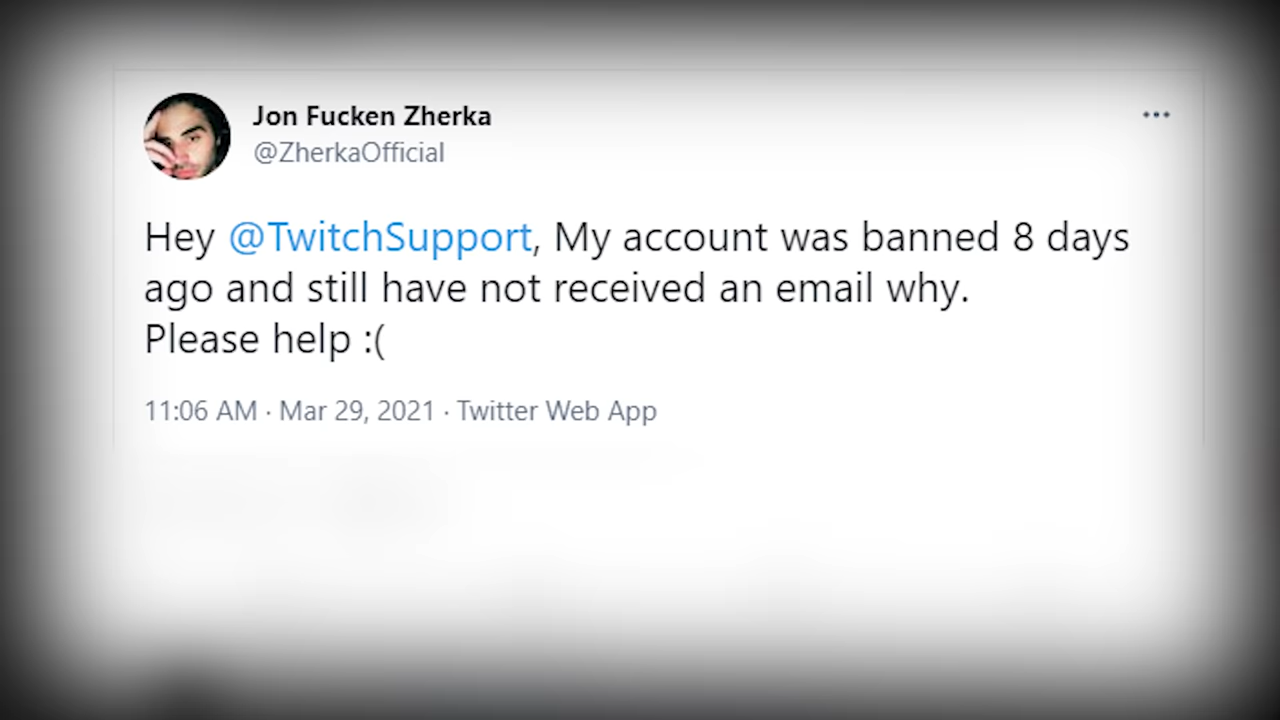 Jon Fucken Zherka
@ZherkaOfficial
Hey @TwitchSupport, My account was banned 8 days
ago and still have not received an email why.
Please help :(
11:06 AM · Mar 29, 2021 · Twitter Web App